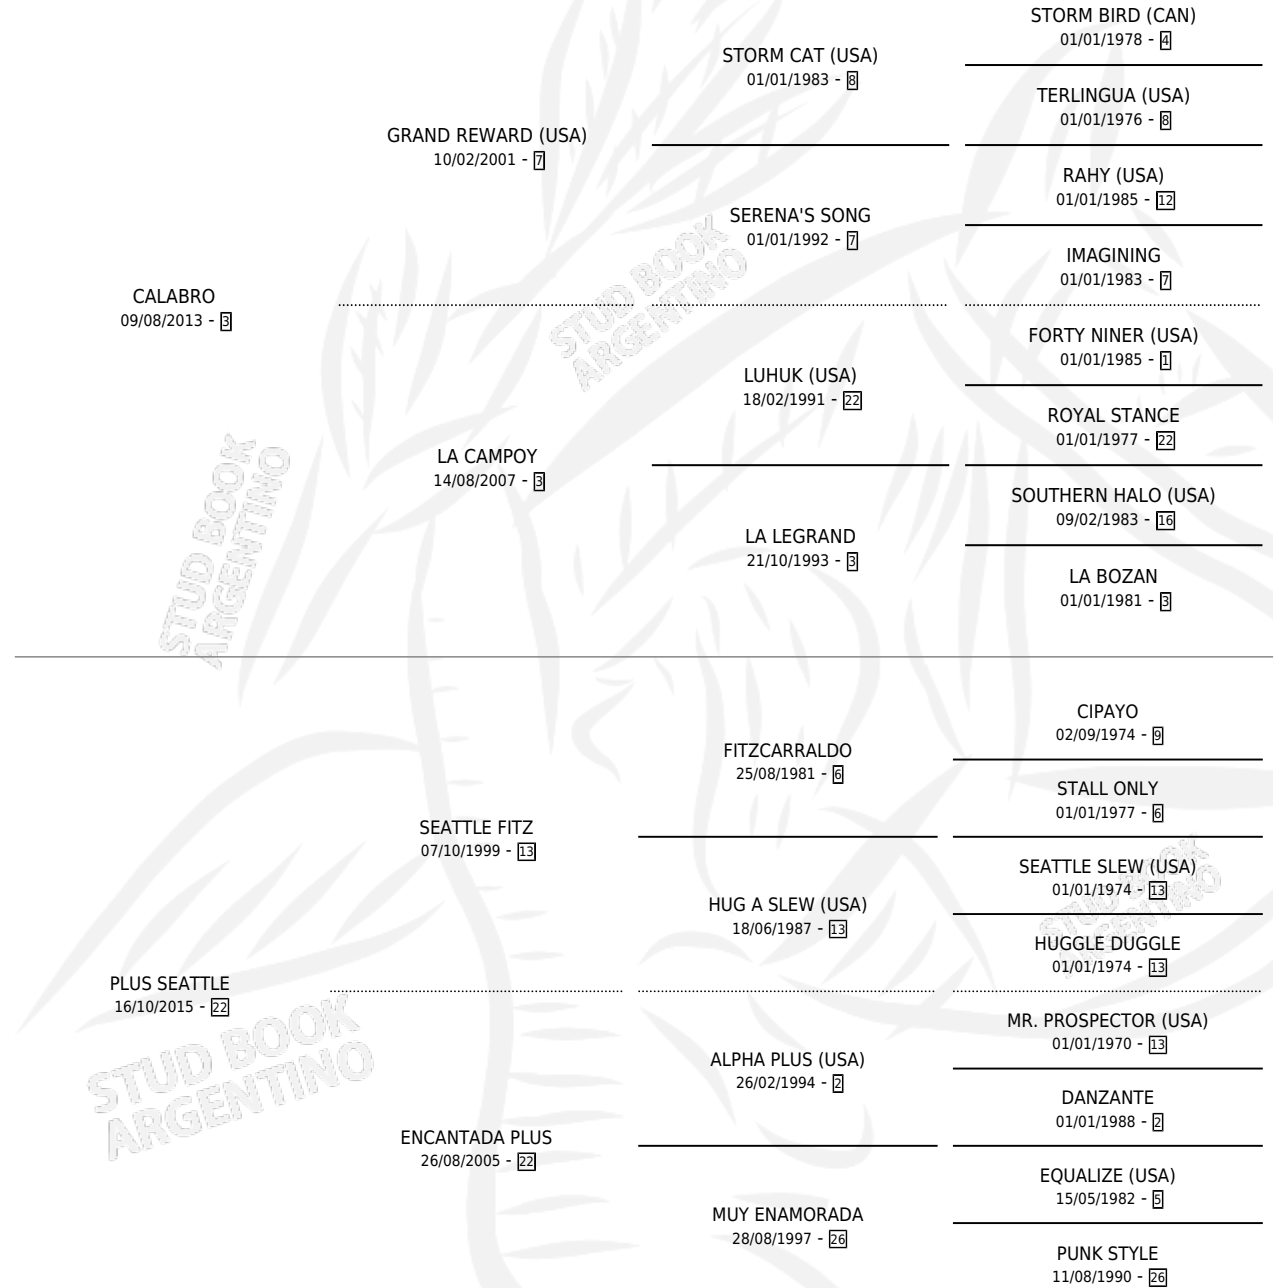 STORM BIRD (CAN)
01/01/1978 - 4
STORM CAT (USA)
01/01/1983 - 8
TERLINGUA (USA)
01/01/1976 - 8
GRAND REWARD (USA)
10/02/2001 - 7
RAHY (USA)
01/01/1985 - 12
SERENA'S SONG
01/01/1992 - 7
IMAGINING
01/01/1983 - 7
CALABRO
09/08/2013 - 3
FORTY NINER (USA)
01/01/1985 - 1
LUHUK (USA)
18/02/1991 - 22
ROYAL STANCE
01/01/1977 - 22
LA CAMPOY
14/08/2007 - 3
SOUTHERN HALO (USA)
09/02/1983 - 16
LA LEGRAND
21/10/1993 - 3
LA BOZAN
01/01/1981 - 3
STUD BOOK
ARGENTINO
STUD BOOK
ARGENTINO
CIPAYO
02/09/1974 - 9
FITZCARRALDO
25/08/1981 - 6
STALL ONLY
01/01/1977 - 6
SEATTLE FITZ
07/10/1999 - 13
SEATTLE SLEW (USA)
01/01/1974 - 13
HUG A SLEW (USA)
18/06/1987 - 13
HUGGLE DUGGLE
01/01/1974 - 13
STUD BOOK
ARGENTINO
PLUS SEATTLE
16/10/2015 - 22
MR. PROSPECTOR (USA)
01/01/1970 - 13
ALPHA PLUS (USA)
26/02/1994 - 2
DANZANTE
01/01/1988 - 2
STUD BOOK
ARGENTINO
ENCANTADA PLUS
26/08/2005 - 22
EQUALIZE (USA)
15/05/1982 - 5
MUY ENAMORADA
28/08/1997 - 26
PUNK STYLE
11/08/1990 - 26